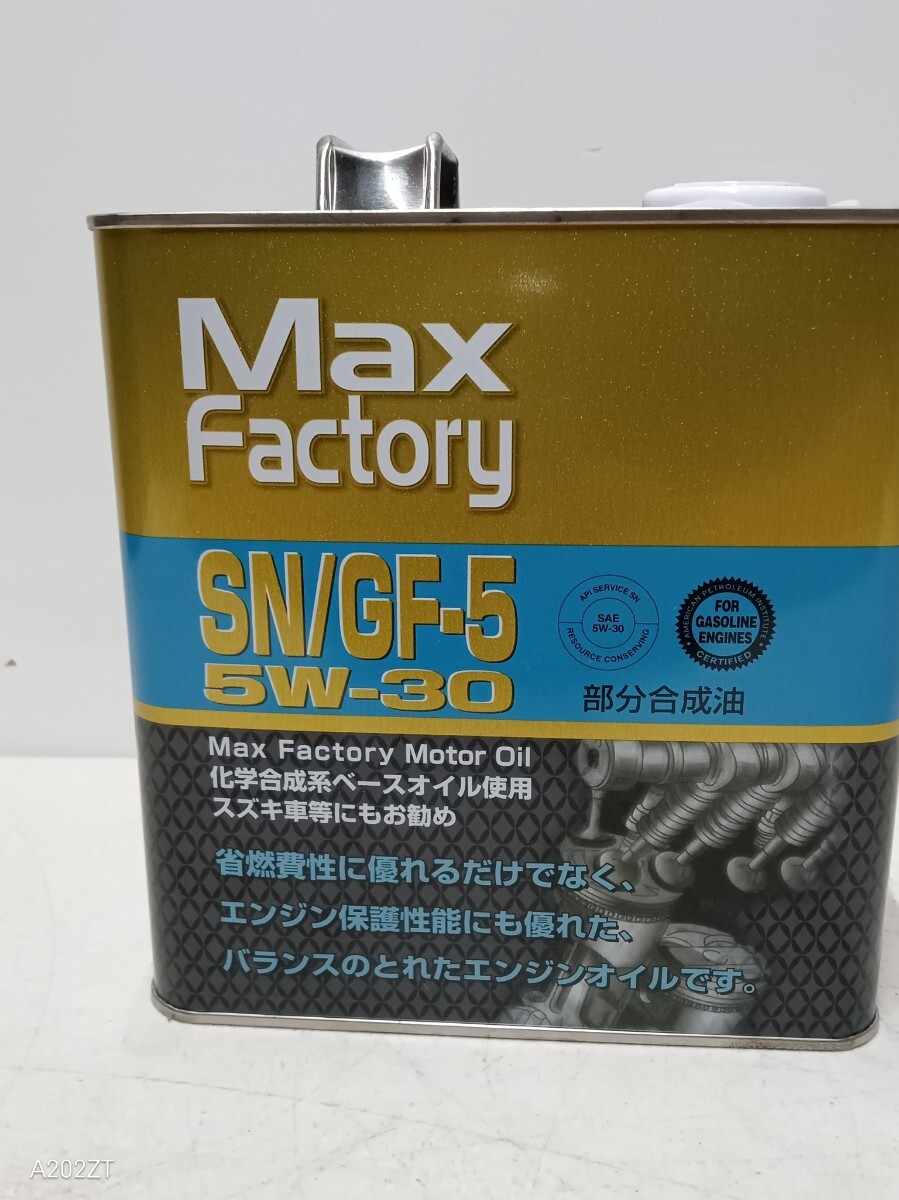 Max
Factory
SN/GF-5
5W-30
API SERVICE SN
SAE
5W-30
RESOURCE CONSERVING
AMERICAN PETROLEUM INSTITUTE
FOR
GASOLINE
ENGINES
CERTIFIED
部分合成油
Max Factory Motor Oil
化学合成系ベースオイル使用
スズキ車等にもお勧め
省燃費性に優れるだけでなく、
エンジン保護性能にも優れた、
バランスのとれたエンジンオイルです。
A202ZT